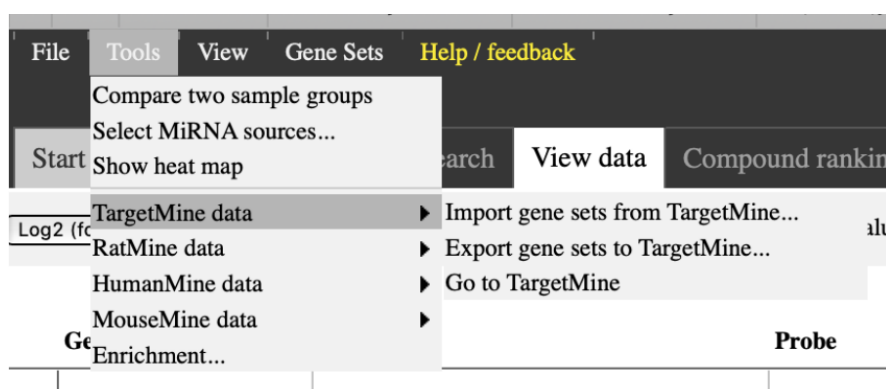 File Tools View Gene Sets Help / feedback
Compare two sample groups
Select MiRNA sources...
Show heat map
Start View data
TargetMine data Import gene sets from TargetMine...
Log2
RatMine data Export gene sets to TargetMine...
HumanMine data Go to TargetMine
MouseMine data
Probe
Enrichment...